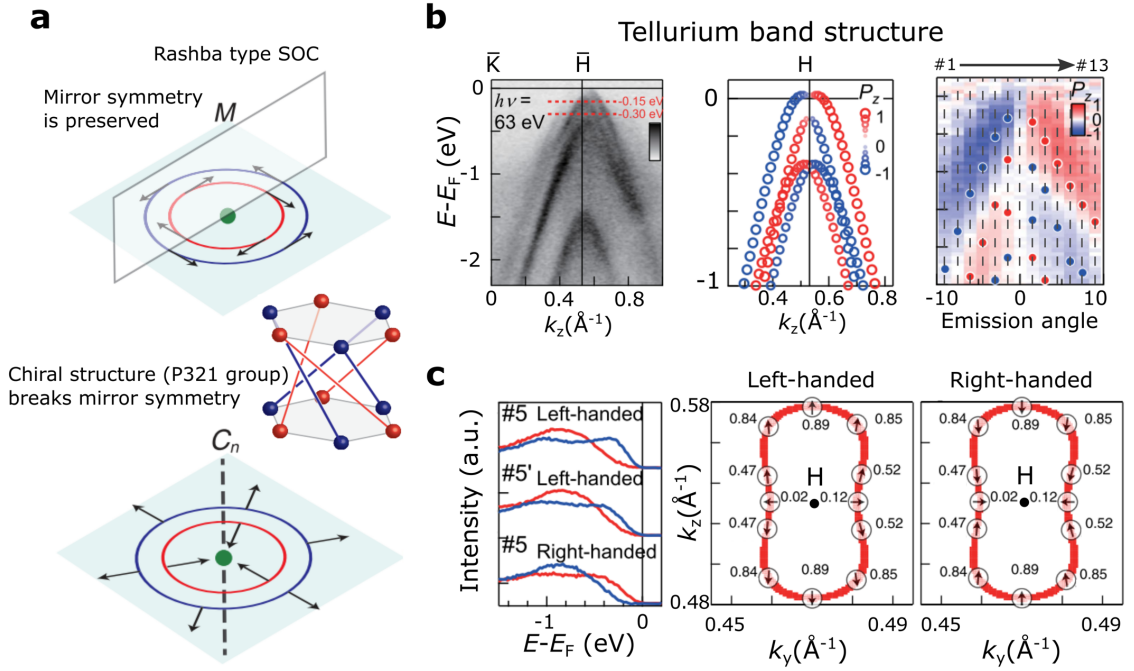 a
Rashba type SOC
Mirror symmetry
is preserved
M
Chiral structure (P321 group)
breaks mirror symmetry
Cn
b
Tellurium band structure
K̅
H̅
0
hν =
63 eV
-0.15 eV
-0.30 eV
-1
-2
E-EF (eV)
0
0.4
0.8
kz(Å-1)
H
0
-1
Pz
1
0
-1
0.4
0.6
0.8
kz(Å-1)
#1
#13
Pz
1
0
-1
-10
0
10
Emission angle
c
#5 Left-handed
#5' Left-handed
#5 Right-handed
Intensity (a.u.)
-1
0
E-EF (eV)
Left-handed
0.58
0.84
0.89
0.85
0.47
0.52
H
0.02
0.12
0.47
0.52
0.84
0.89
0.85
0.48
kz(Å-1)
0.45
0.49
ky(Å-1)
Right-handed
0.84
0.89
0.85
0.47
0.52
H
0.02
0.12
0.47
0.52
0.84
0.89
0.85
0.45
0.49
ky(Å-1)